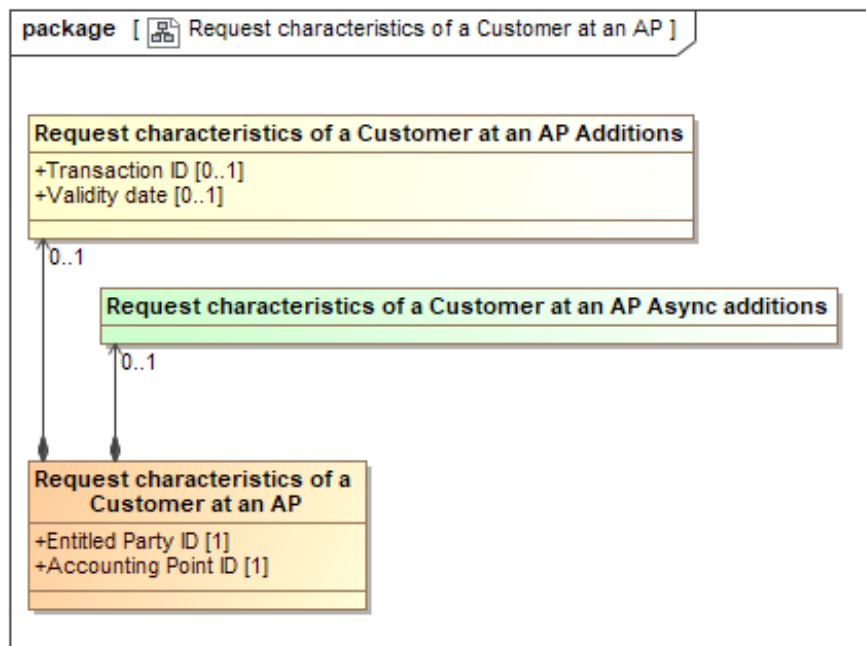 package [ Request characteristics of a Customer at an AP ]
Request characteristics of a Customer at an AP Additions
+Transaction ID [0..1]
+Validity date [0..1]
0..1
Request characteristics of a Customer at an AP Async additions
0..1
Request characteristics of a
Customer at an AP
+Entitled Party ID [1]
+Accounting Point ID [1]